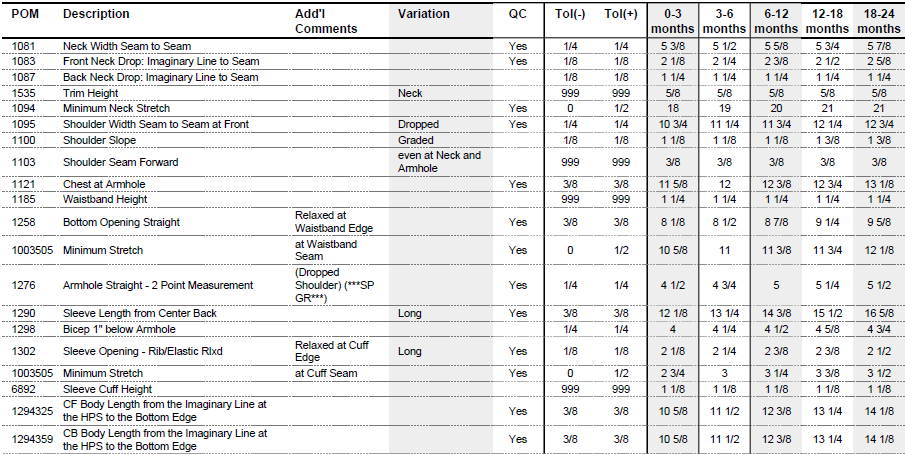 POM Description Add'l Comments Variation QC Tol(-) Tol(+) 0-3 months 3-6 months 6-12 months 12-18 months 18-24 months
1081 Neck Width Seam to Seam Yes 1/4 1/4 5 3/8 5 1/2 5 5/8 5 3/4 5 7/8
1083 Front Neck Drop: Imaginary Line to Seam Yes 1/8 1/8 2 1/8 2 1/4 2 3/8 2 1/2 2 5/8
1087 Back Neck Drop: Imaginary Line to Seam 1/8 1/8 1 1/4 1 1/4 1 1/4 1 1/4 1 1/4
1535 Trim Height Neck 999 999 5/8 5/8 5/8 5/8 5/8
1094 Minimum Neck Stretch Yes 0 1/2 18 19 20 21 21
1095 Shoulder Width Seam to Seam at Front Dropped Yes 1/4 1/4 10 3/4 11 1/4 11 3/4 12 1/4 12 3/4
1100 Shoulder Slope Graded 1/8 1/8 1 1/8 1 1/8 1 1/8 1 3/8 1 3/8
1103 Shoulder Seam Forward even at Neck and Armhole 999 999 3/8 3/8 3/8 3/8 3/8
1121 Chest at Armhole Yes 3/8 3/8 11 5/8 12 12 3/8 12 3/4 13 1/8
1185 Waistband Height 999 999 1 1/4 1 1/4 1 1/4 1 1/4 1 1/4
1258 Bottom Opening Straight Relaxed at Waistband Edge Yes 3/8 3/8 8 1/8 8 1/2 8 7/8 9 1/4 9 5/8
1003505 Minimum Stretch at Waistband Seam Yes 0 1/2 10 5/8 11 11 3/8 11 3/4 12 1/8
1276 Armhole Straight - 2 Point Measurement (Dropped Shoulder) (***SP GR***) Yes 1/4 1/4 4 1/2 4 3/4 5 5 1/4 5 1/2
1290 Sleeve Length from Center Back Long Yes 3/8 3/8 12 1/8 13 1/4 14 3/8 15 1/2 16 5/8
1298 Bicep 1" below Armhole 1/4 1/4 4 4 1/4 4 1/2 4 5/8 4 3/4
1302 Sleeve Opening - Rib/Elastic Rlxd Relaxed at Cuff Edge Long Yes 1/8 1/8 2 1/8 2 1/4 2 3/8 2 3/8 2 1/2
1003505 Minimum Stretch at Cuff Seam Yes 0 1/2 2 3/4 3 3 1/4 3 3/8 3 1/2
6892 Sleeve Cuff Height 999 999 1 1/8 1 1/8 1 1/8 1 1/8 1 1/8
1294325 CF Body Length from the Imaginary Line at the HPS to the Bottom Edge Yes 3/8 3/8 10 5/8 11 1/2 12 3/8 13 1/4 14 1/8
1294359 CB Body Length from the Imaginary Line at the HPS to the Bottom Edge Yes 3/8 3/8 10 5/8 11 1/2 12 3/8 13 1/4 14 1/8